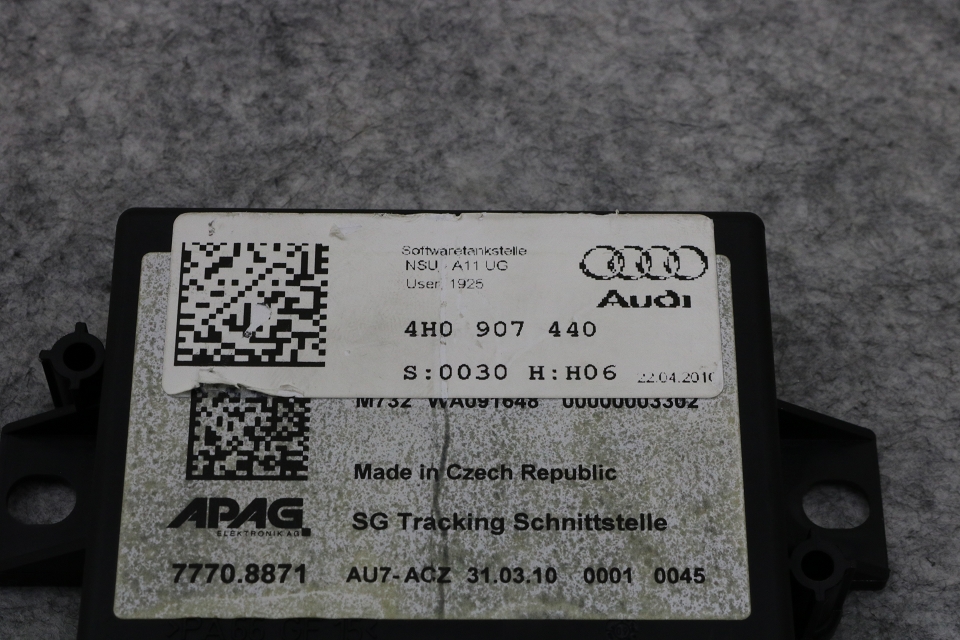 Softwaretankstelle
NSU, A11 UG
User, 1925
Audi
4H0 907 440
S:0030 H:H06 22.04.2010
M732 WA091648 00000003302
Made in Czech Republic
APAG
ELEKTRONIK AG
SG Tracking Schnittstelle
7770.8871 AU7-ACZ 31.03.10 0001 0045